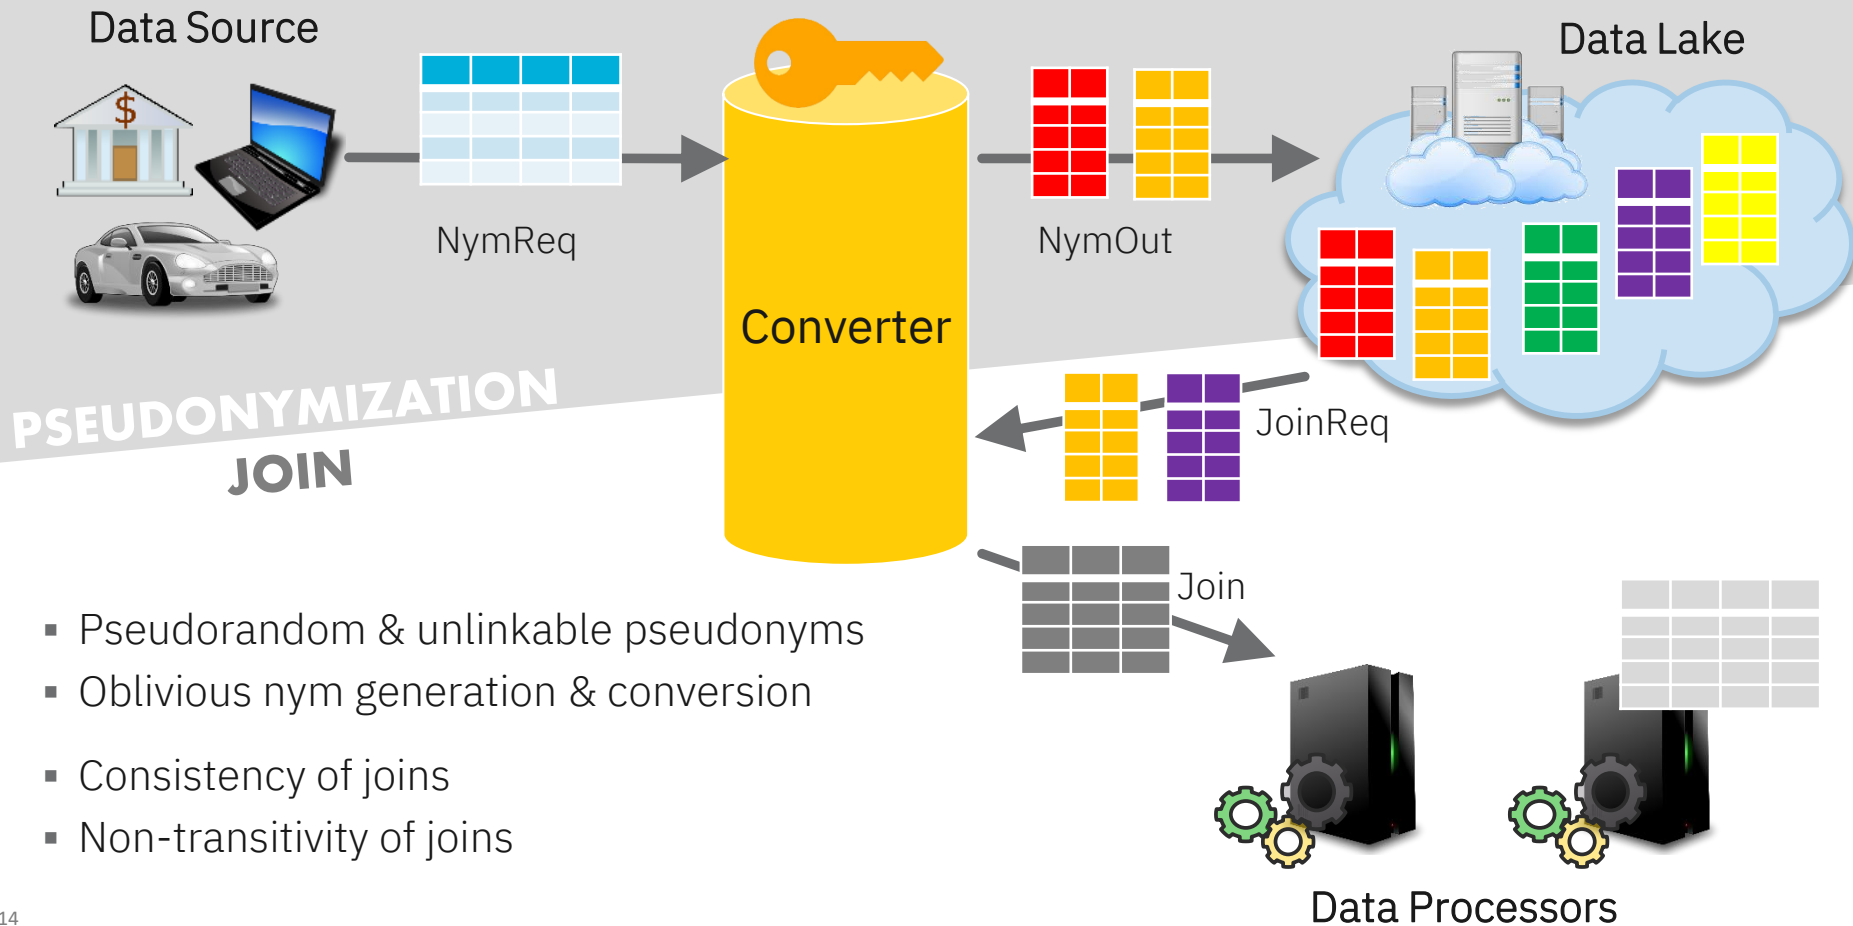 Data Source
Data Lake
$
NymReq
NymOut
Converter
PSEUDONYMIZATION
JOIN
JoinReq
Join
▪ Pseudorandom & unlinkable pseudonyms
▪ Oblivious nym generation & conversion
▪ Consistency of joins
▪ Non-transitivity of joins
Data Processors
14